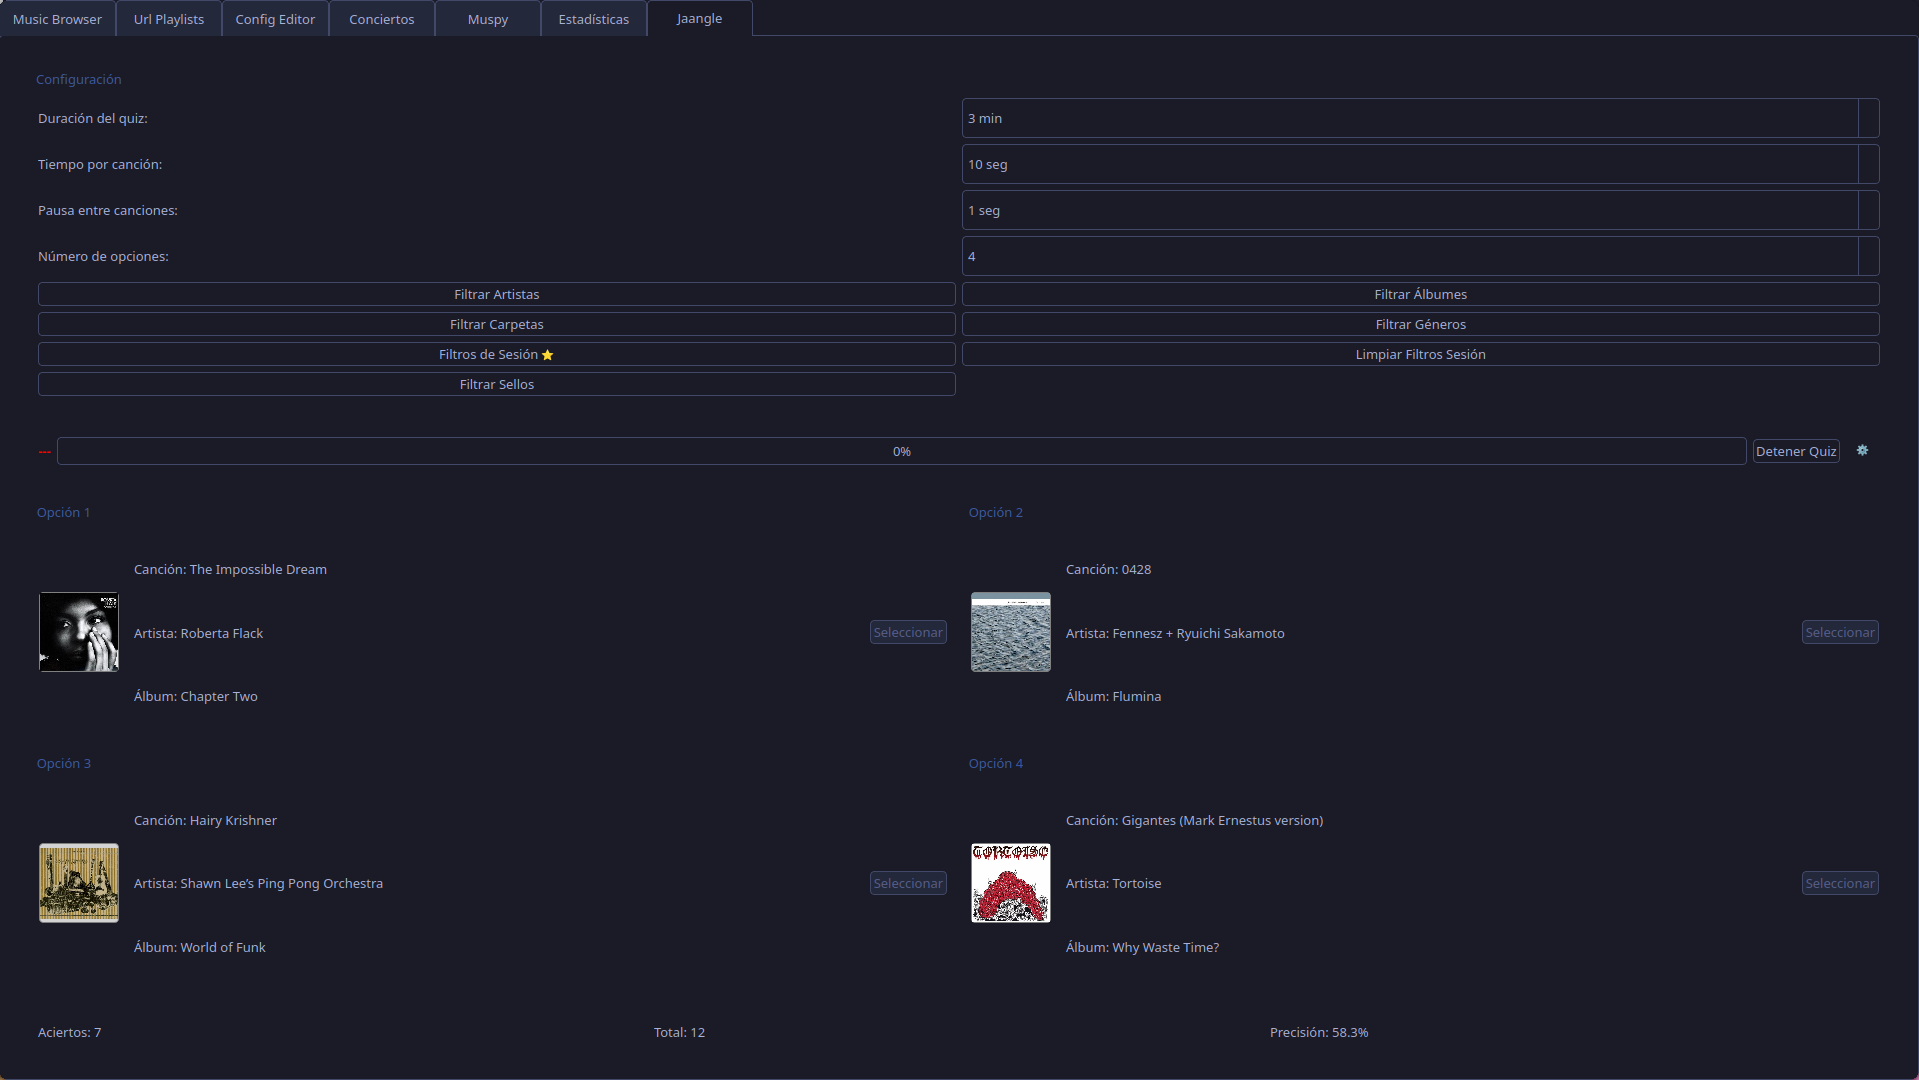 Music Browser Url Playlists Config Editor Conciertos Muspy Estadísticas Jaangle
Configuración
Duración del quiz: 3 min
Tiempo por canción: 10 seg
Pausa entre canciones: 1 seg
Número de opciones: 4
Filtrar Artistas Filtrar Álbumes
Filtrar Carpetas Filtrar Géneros
Filtros de Sesión ⭐ Limpiar Filtros Sesión
Filtrar Sellos
--- 0% Detener Quiz
Opción 1
Canción: The Impossible Dream
Artista: Roberta Flack
Seleccionar
Álbum: Chapter Two
Opción 2
Canción: 0428
Artista: Fennesz + Ryuichi Sakamoto
Seleccionar
Álbum: Flumina
Opción 3
Canción: Hairy Krishner
Artista: Shawn Lee’s Ping Pong Orchestra
Seleccionar
Álbum: World of Funk
Opción 4
Canción: Gigantes (Mark Ernestus version)
TORTOISE
Artista: Tortoise
Seleccionar
Álbum: Why Waste Time?
Aciertos: 7 Total: 12 Precisión: 58.3%